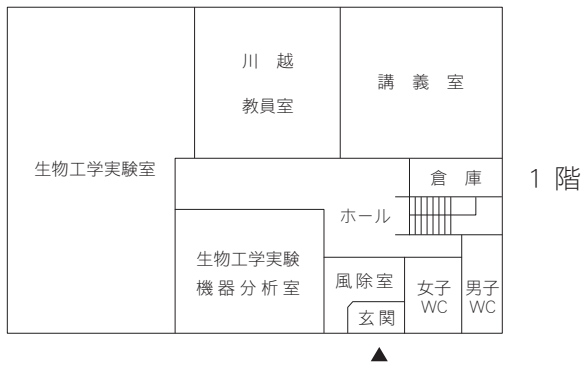 川 越
教員室
講 義 室
生物工学実験室
倉 庫
1 階
ホール
生物工学実験
機器分析室
風除室
玄関
女子
WC
男子
WC